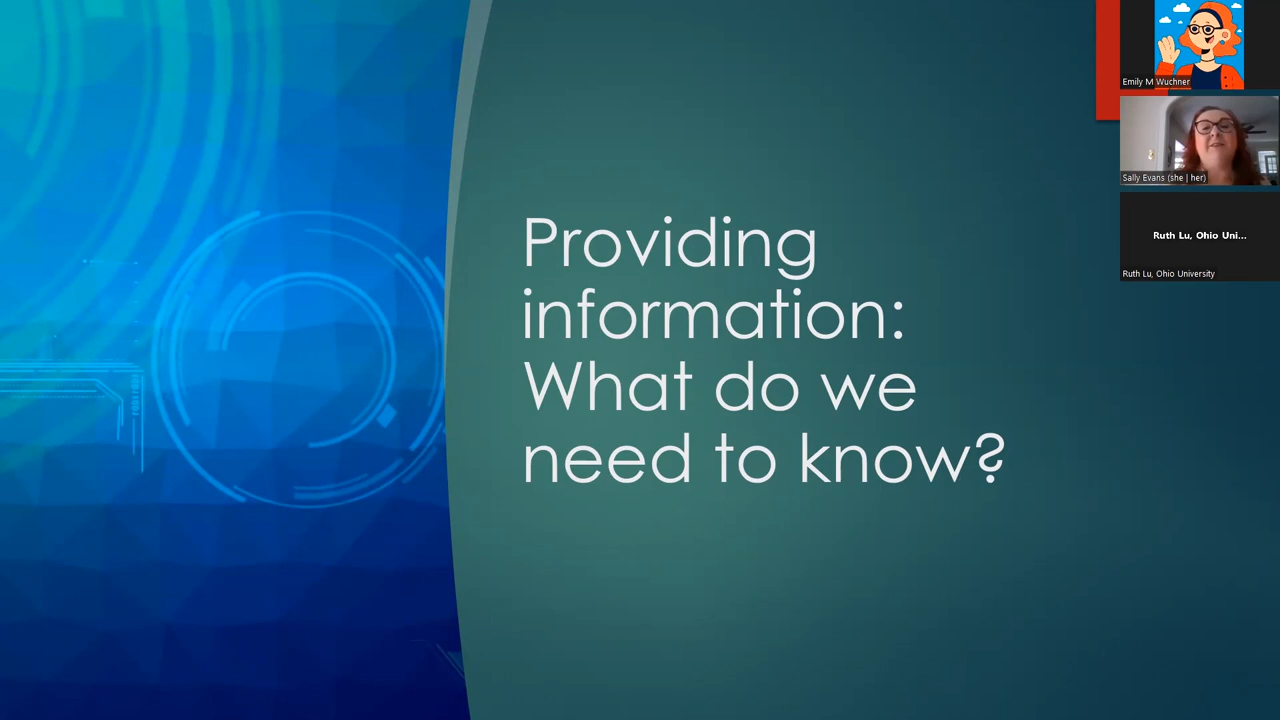 Providing
information:
What do we
need to know?
Emily M Wuchner
Sally Evans (she | her)
Ruth Lu, Ohio Uni...
Ruth Lu, Ohio University